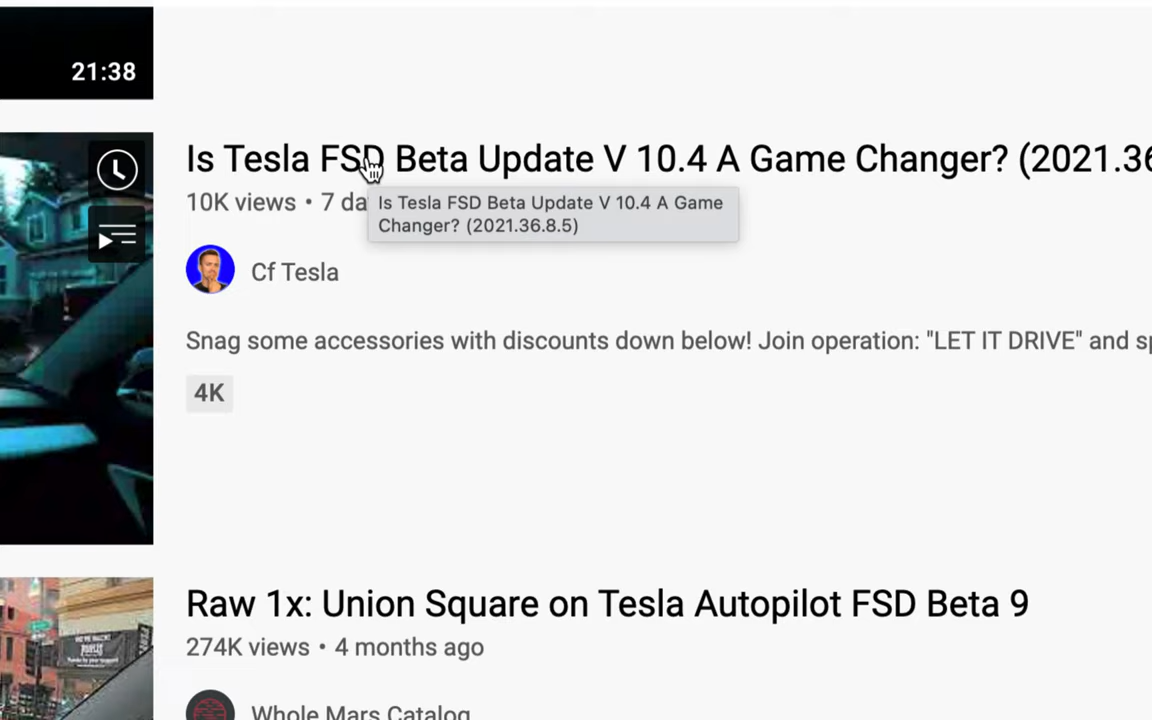 21:38
Is Tesla FSD Beta Update V 10.4 A Game Changer? (2021.36
10K views • 7 da
Is Tesla FSD Beta Update V 10.4 A Game
Changer? (2021.36.8.5)
Cf Tesla
Snag some accessories with discounts down below! Join operation: "LET IT DRIVE" and sp
4K
Raw 1x: Union Square on Tesla Autopilot FSD Beta 9
274K views • 4 months ago
Whole Mars Catalog